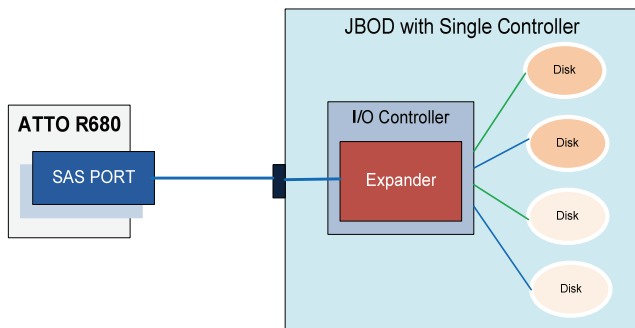 JBOD with Single Controller
Disk
ATTO R680
I/O Controller
Disk
SAS PORT
Expander
Disk
Disk